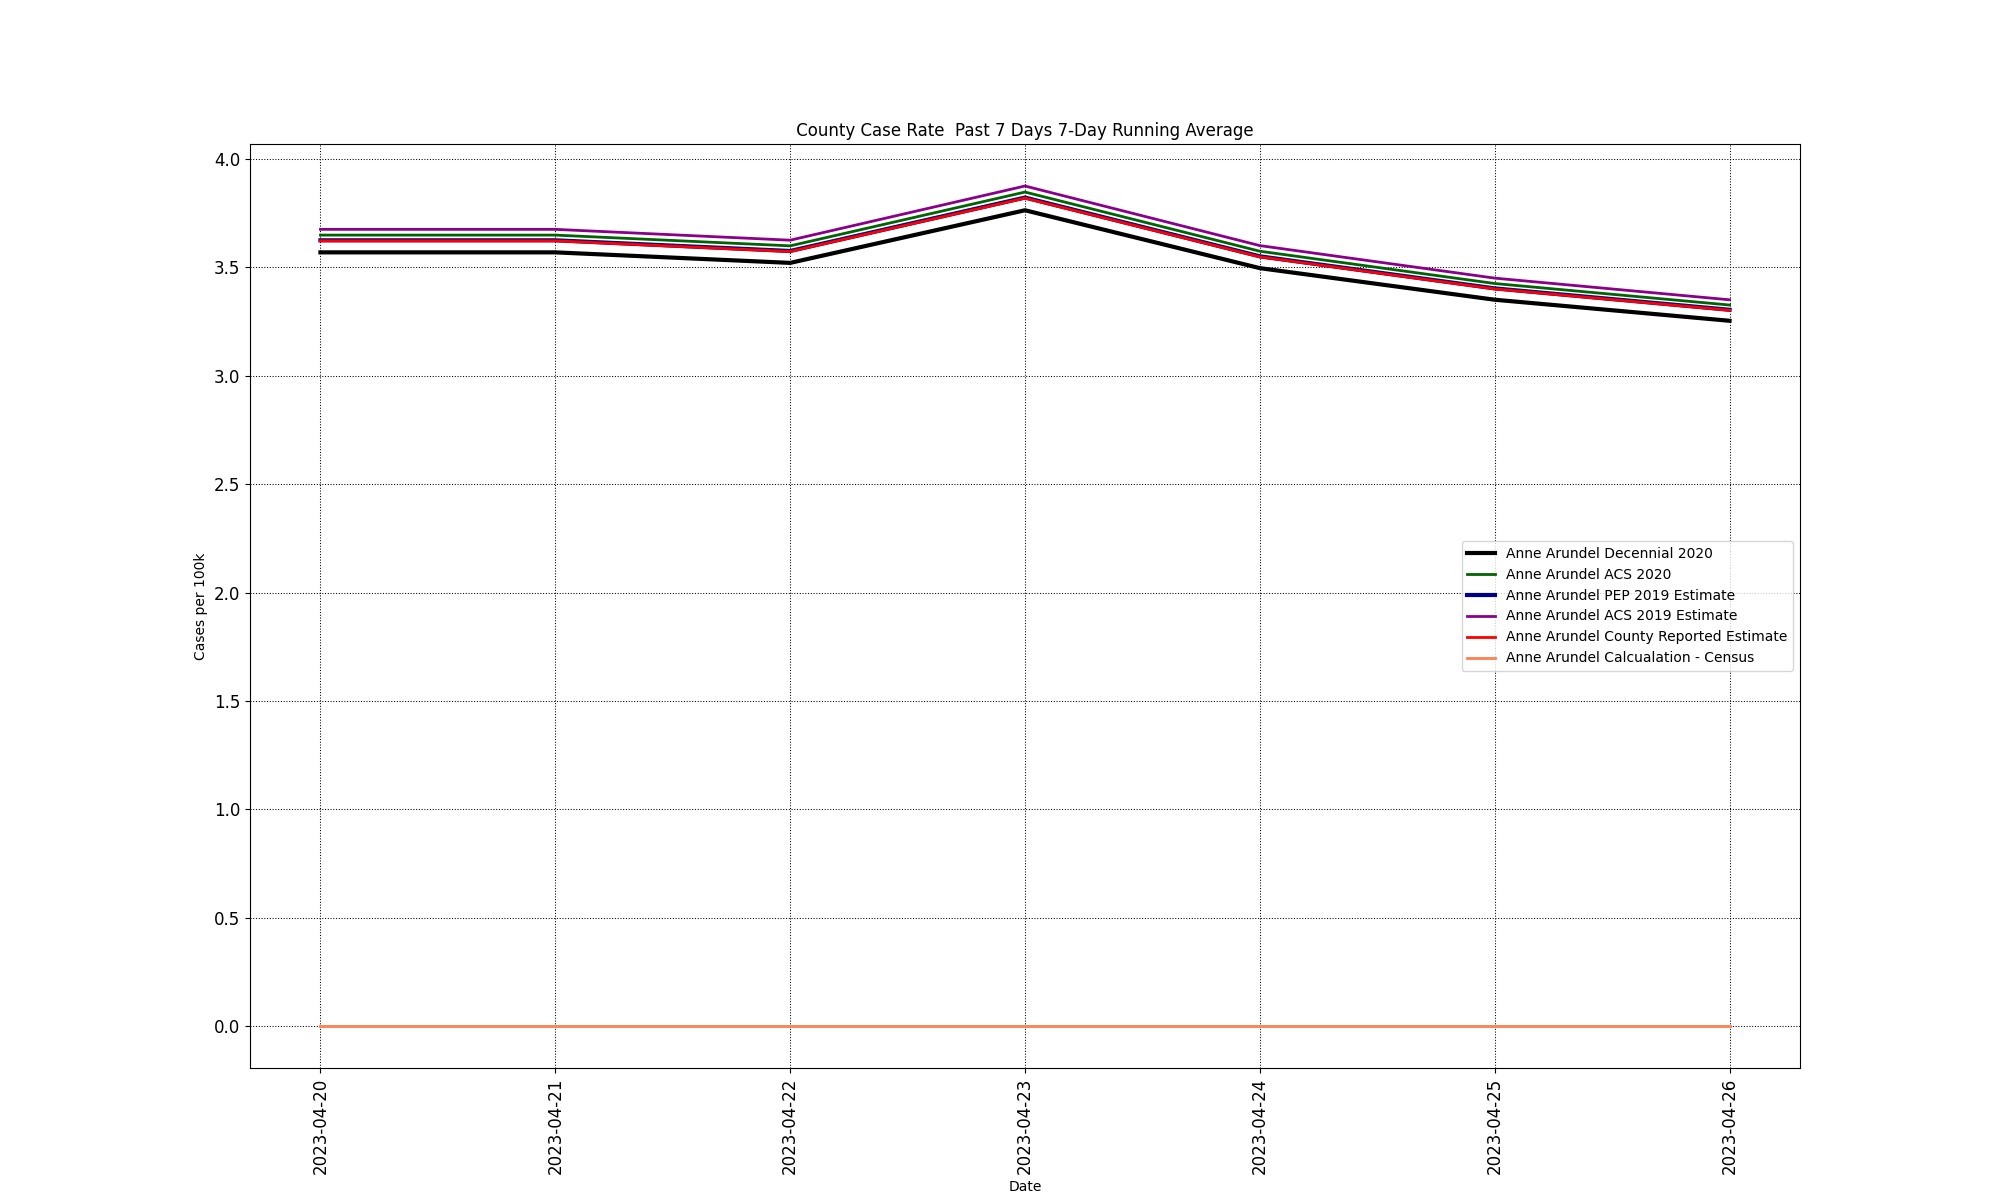 County Case Rate  Past 7 Days 7-Day Running Average
4.0
3.5
3.0
2.5
2.0
1.5
1.0
0.5
0.0
Cases per 100k
Anne Arundel Decennial 2020
Anne Arundel ACS 2020
Anne Arundel PEP 2019 Estimate
Anne Arundel ACS 2019 Estimate
Anne Arundel County Reported Estimate
Anne Arundel Calcualation - Census
2023-04-20
2023-04-21
2023-04-22
2023-04-23
2023-04-24
2023-04-25
2023-04-26
Date